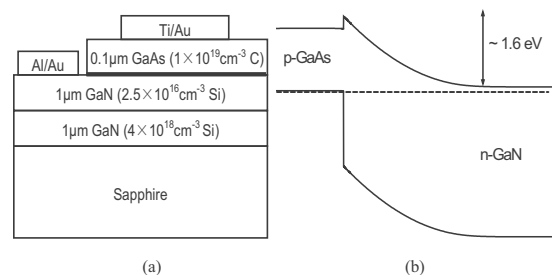 Ti/Au
Al/Au
0.1μm GaAs (1×10¹⁹cm⁻³ C)
1μm GaN (2.5×10¹⁶cm⁻³ Si)
1μm GaN (4×10¹⁸cm⁻³ Si)
Sapphire
(a)
p-GaAs
~ 1.6 eV
n-GaN
(b)